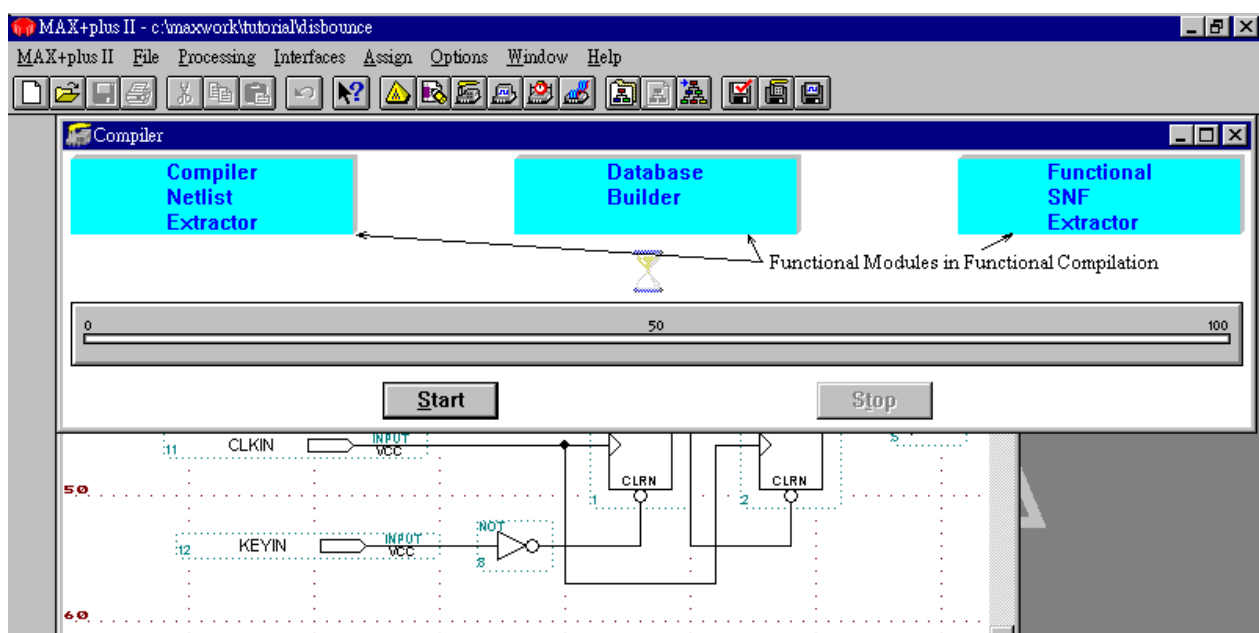 MAX+plus II - c:\maxwork\tutorial\disbounce
MAX+plus II File Processing Interfaces Assign Options Window Help
Compiler
Compiler
Netlist
Extractor
Database
Builder
Functional
SNF
Extractor
Functional Modules in Functional Compilation
0 50 100
Start Stop
11 CLKIN INPUT
VCC
5
50
CLRN CLRN
1 2
12 KEYIN INPUT
VCC
NOT
8
60